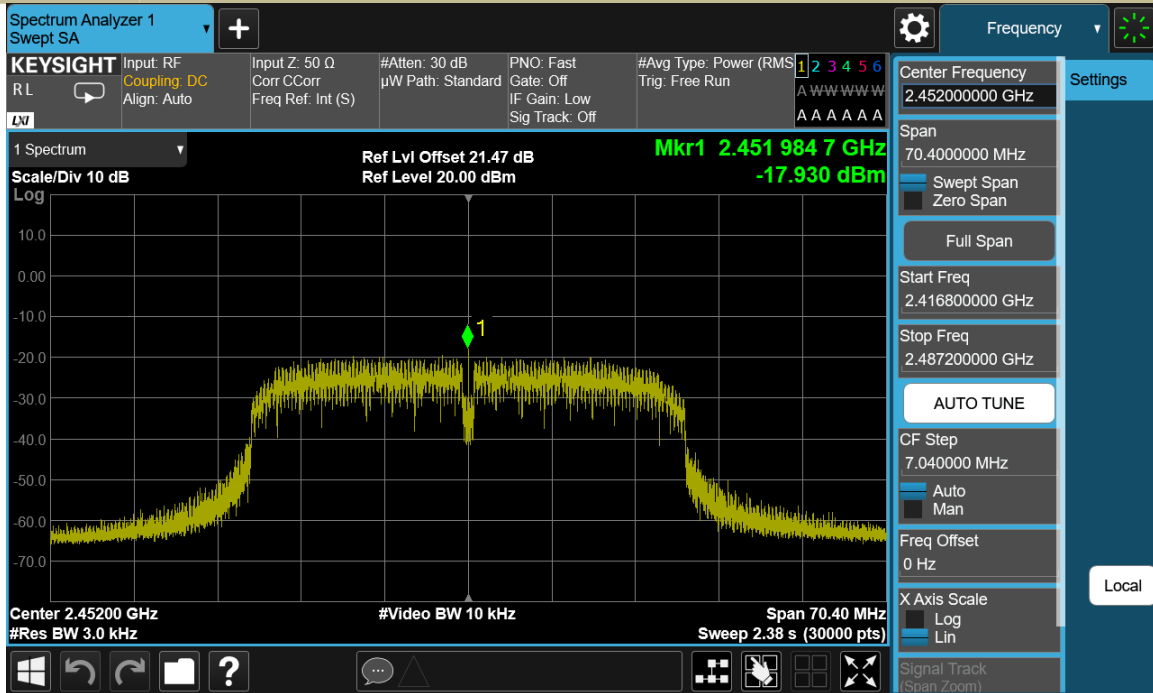 Spectrum Analyzer 1
Swept SA
Frequency
KEYSIGHT
R L
LXI
Input: RF
Coupling: DC
Align: Auto
Input Z: 50 Ω
Corr CCorr
Freq Ref: Int (S)
#Atten: 30 dB
µW Path: Standard
PNO: Fast
Gate: Off
IF Gain: Low
Sig Track: Off
#Avg Type: Power (RMS
Trig: Free Run
1 2 3 4 5 6
A W W W W W
A A A A A A
1 Spectrum
Scale/Div 10 dB
Log
Ref Lvl Offset 21.47 dB
Ref Level 20.00 dBm
Mkr1 2.451 984 7 GHz
-17.930 dBm
10.0
0.00
-10.0
-20.0
-30.0
-40.0
-50.0
-60.0
-70.0
1
Center 2.45200 GHz
#Res BW 3.0 kHz
#Video BW 10 kHz
Span 70.40 MHz
Sweep 2.38 s (30000 pts)
Center Frequency
2.452000000 GHz
Span
70.4000000 MHz
Swept Span
Zero Span
Full Span
Start Freq
2.416800000 GHz
Stop Freq
2.487200000 GHz
AUTO TUNE
CF Step
7.040000 MHz
Auto
Man
Freq Offset
0 Hz
X Axis Scale
Log
Lin
Signal Track
(Span Zoom)
Settings
Local
?